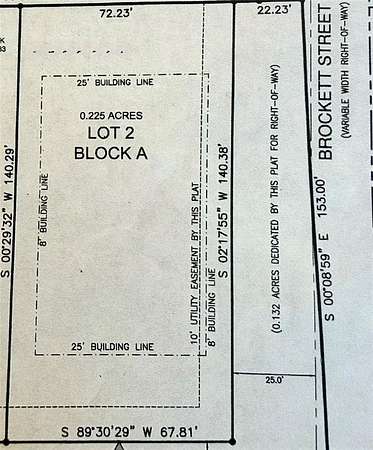 72.23'
22.23'
K
83
25' BUILDING LINE
0.225 ACRES
LOT 2
BLOCK A
S 00°29'32" W 140.29'
8' BUILDING LINE
10' UTILITY EASEMENT BY THIS PLAT
8' BUILDING LINE
S 02°17'55" W 140.38'
(0.132 ACRES DEDICATED BY THIS PLAT FOR RIGHT-OF-WAY)
S 00°08'59" E 153.00'
BROCKETT STREET
(VARIABLE WIDTH RIGHT-OF-WAY)
25' BUILDING LINE
25.0'
S 89°30'29" W 67.81'